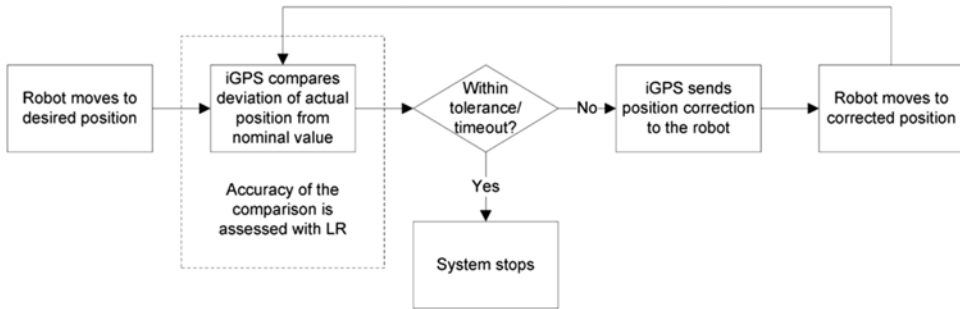 Robot moves to
desired position
iGPS compares
deviation of actual
position from
nominal value
Accuracy of the
comparison is
assessed with LR
Within
tolerance/
timeout?
No
Yes
System stops
iGPS sends
position correction
to the robot
Robot moves to
corrected position